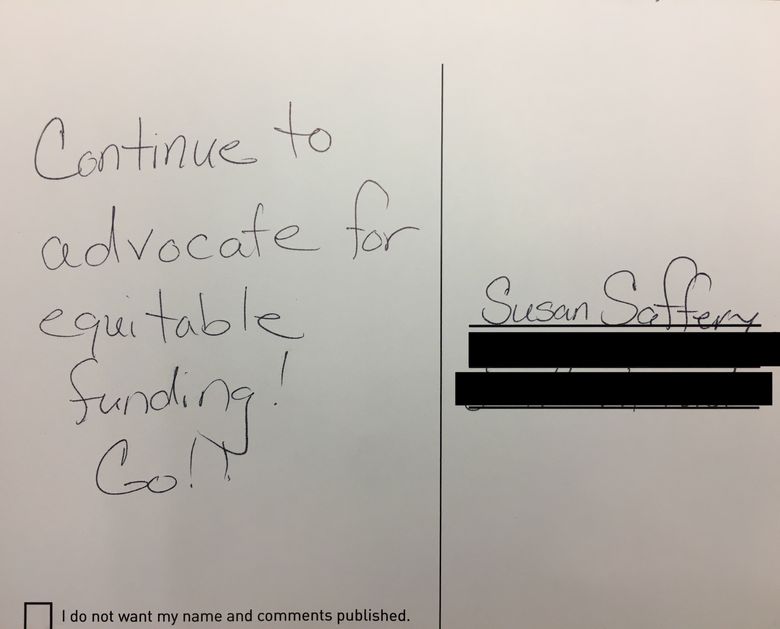 Continue to
advocate for
equitable
funding!
Go!!
Susan Saffery
I do not want my name and comments published.